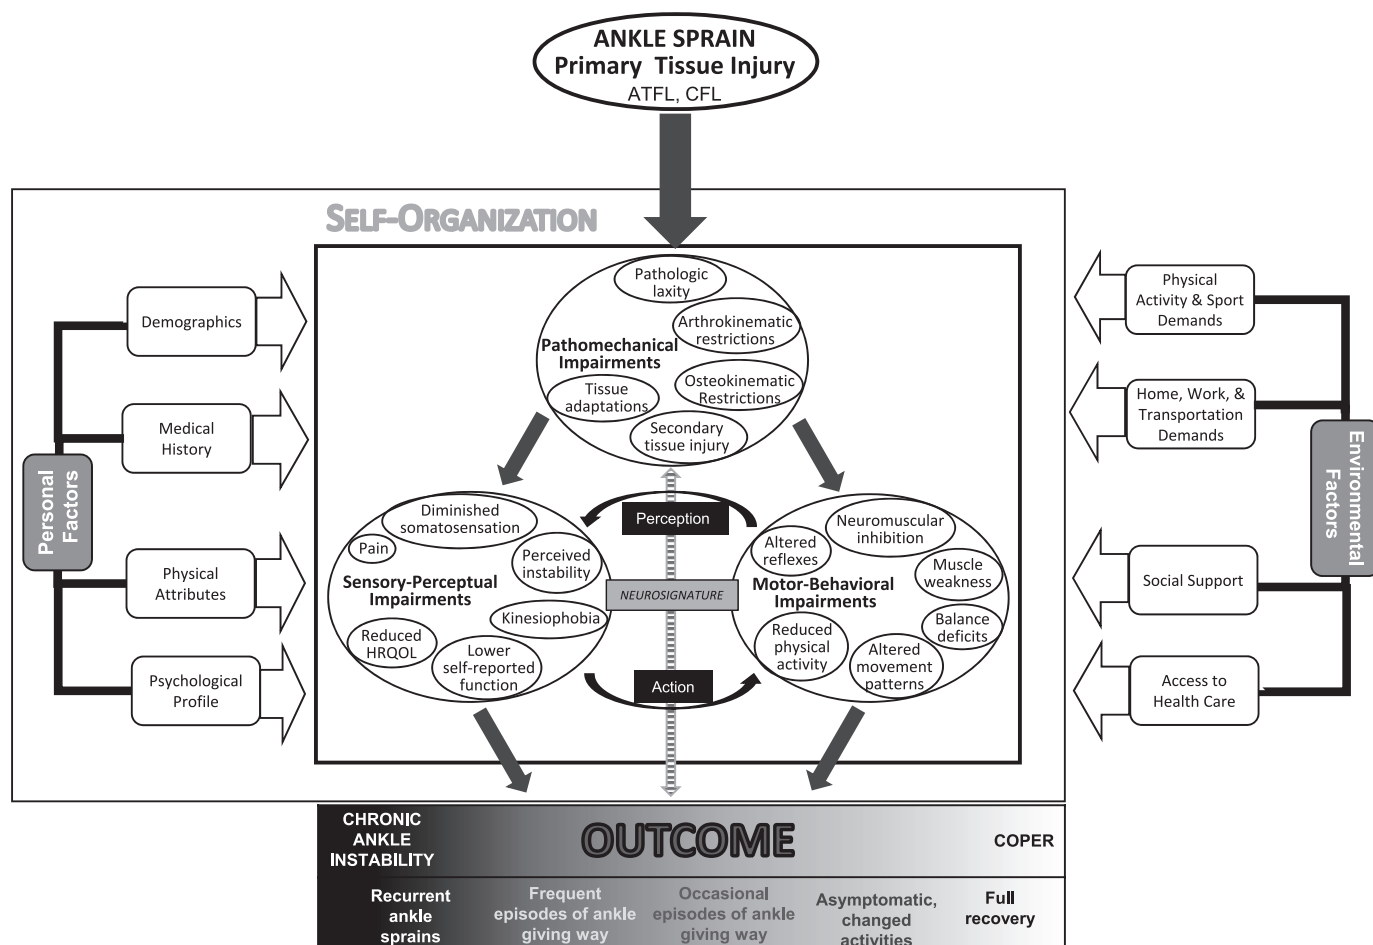 ANKLE SPRAIN
Primary Tissue Injury
ATFL, CFL
SELF-ORGANIZATION
Personal
Factors
Demographics
Medical
History
Physical
Attributes
Psychological
Profile
Pathomechanical
Impairments
Pathologic
laxity
Arthrokinematic
restrictions
Osteokinematic
Restrictions
Tissue
adaptations
Secondary
tissue injury
Sensory-Perceptual
Impairments
Diminished
somatosensation
Pain
Perceived
instability
Kinesiophobia
Reduced
HRQOL
Lower
self-reported
function
Perception
NEUROSIGNATURE
Action
Motor-Behavioral
Impairments
Neuromuscular
inhibition
Altered
reflexes
Muscle
weakness
Balance
deficits
Reduced
physical
activity
Altered
movement
patterns
Physical
Activity & Sport
Demands
Home, Work, &
Transportation
Demands
Social Support
Access to
Health Care
Environmental
Factors
CHRONIC
ANKLE
INSTABILITY
OUTCOME
COPER
Recurrent
ankle
sprains
Frequent
episodes of ankle
giving way
Occasional
episodes of ankle
giving way
Asymptomatic,
changed
activities
Full
recovery